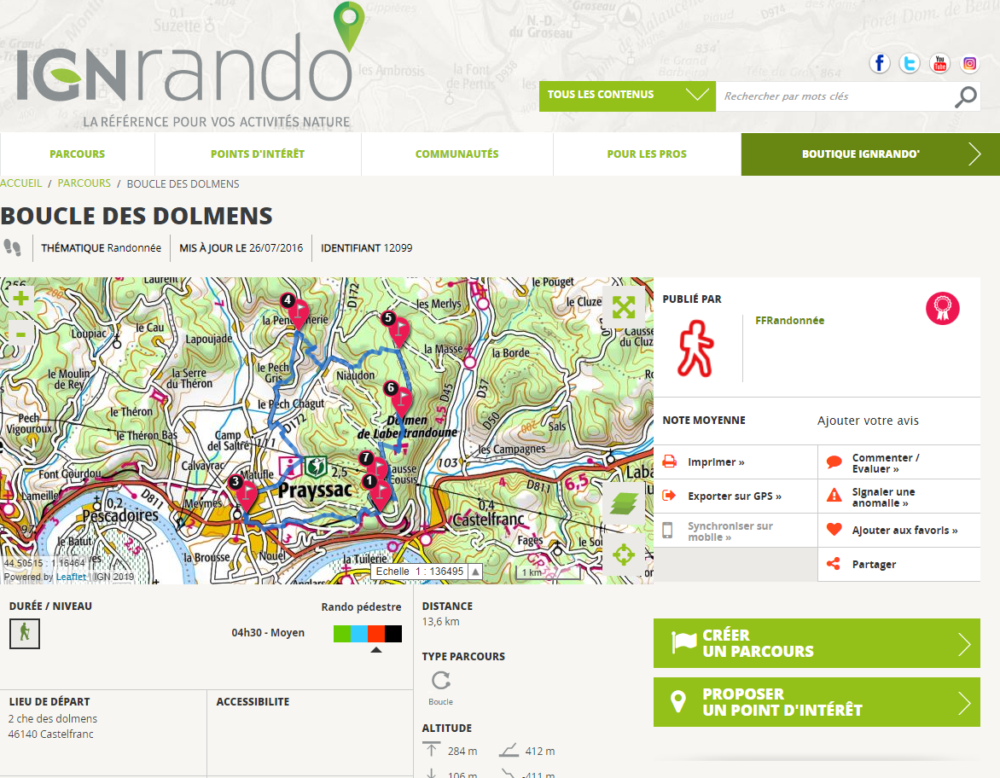 IGNrando
LA RÉFÉRENCE POUR VOS ACTIVITÉS NATURE
TOUS LES CONTENUS
Rechercher par mots clés
PARCOURS
POINTS D'INTÉRÊT
COMMUNAUTÉS
POUR LES PROS
BOUTIQUE IGNRANDO'
ACCUEIL / PARCOURS / BOUCLE DES DOLMENS
BOUCLE DES DOLMENS
THÉMATIQUE Randonnée
MIS À JOUR LE 26/07/2016
IDENTIFIANT 12099
Laurent
le Pouget
les Merlys
D172
4
5
le Cau
Loupiac
Lapoujade
la Masse
la Borde
le Moulin
de Rey
la Serre
du Théron
le Pech
Gris
Niaudon
D45
D37
6
le Pech Chagut
le Théron
4,5
D50
200
Sals
Pech
Vigouroux
D172
Dolmen
de Labertrandoune
le Théron Bas
Camp
del Saltre
111
les Campagnes
Calvayrac
7
103
Font Gourdou
Matufle
2,5
3
1
Prayssac
D811
6,5
Lameille
D811
Meymes
0,4
0,2
Pescadoires
Castelfranc
97
le Batut
Fages
la Brousse
Nouel
la Tuilerie
44.50515 : 1.16464
Powered by Leaflet | IGN 2019
Echelle 1 : 136495
1 km
PUBLIÉ PAR
FFRandonnée
NOTE MOYENNE
Ajouter votre avis
Imprimer »
Commenter /
Evaluer »
Exporter sur GPS »
Signaler une
anomalie »
Synchroniser sur
mobile »
Ajouter aux favoris »
Partager
DURÉE / NIVEAU
Rando pédestre
04h30 - Moyen
DISTANCE
13,6 km
TYPE PARCOURS
Boucle
LIEU DE DÉPART
2 che des dolmens
46140 Castelfranc
ACCESSIBILITE
ALTITUDE
284 m
412 m
106 m
-411 m
CRÉER
UN PARCOURS
PROPOSER
UN POINT D'INTÉRÊT